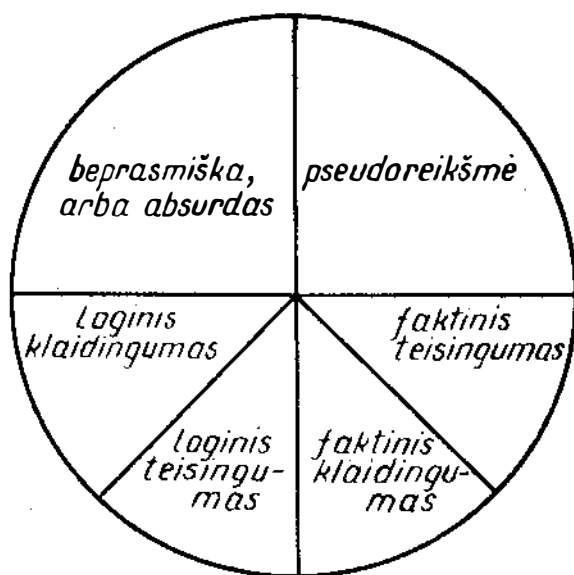 beprasmiška,
arba absurdas
pseudoreikšmė
loginis
klaidingumas
faktinis
teisingumas
loginis
teisingu-
mas
faktinis
klaidingu-
mas